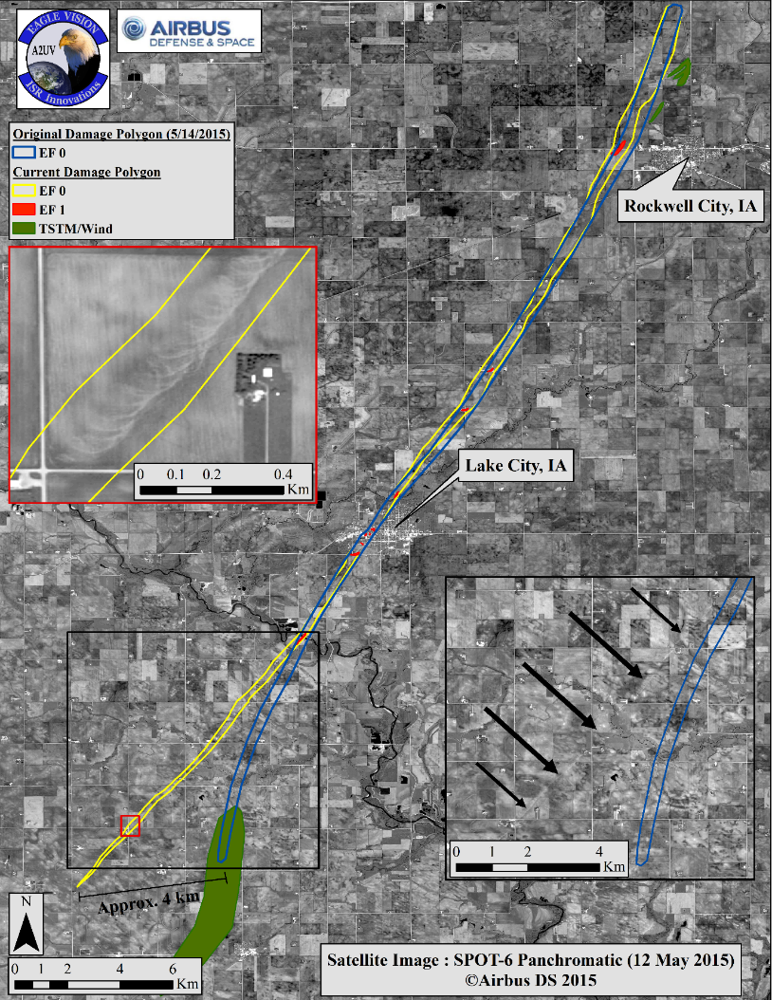 EAGLE VISION
A2UV
ISR Innovations
AIRBUS
DEFENSE & SPACE
Original Damage Polygon (5/14/2015)
EF 0
Current Damage Polygon
EF 0
EF 1
TSTM/Wind
Rockwell City, IA
0 0.1 0.2 0.4
Km
Lake City, IA
0 1 2 4
Km
Approx. 4 km
N
0 1 2 4 6
Km
Satellite Image : SPOT-6 Panchromatic (12 May 2015)
©Airbus DS 2015